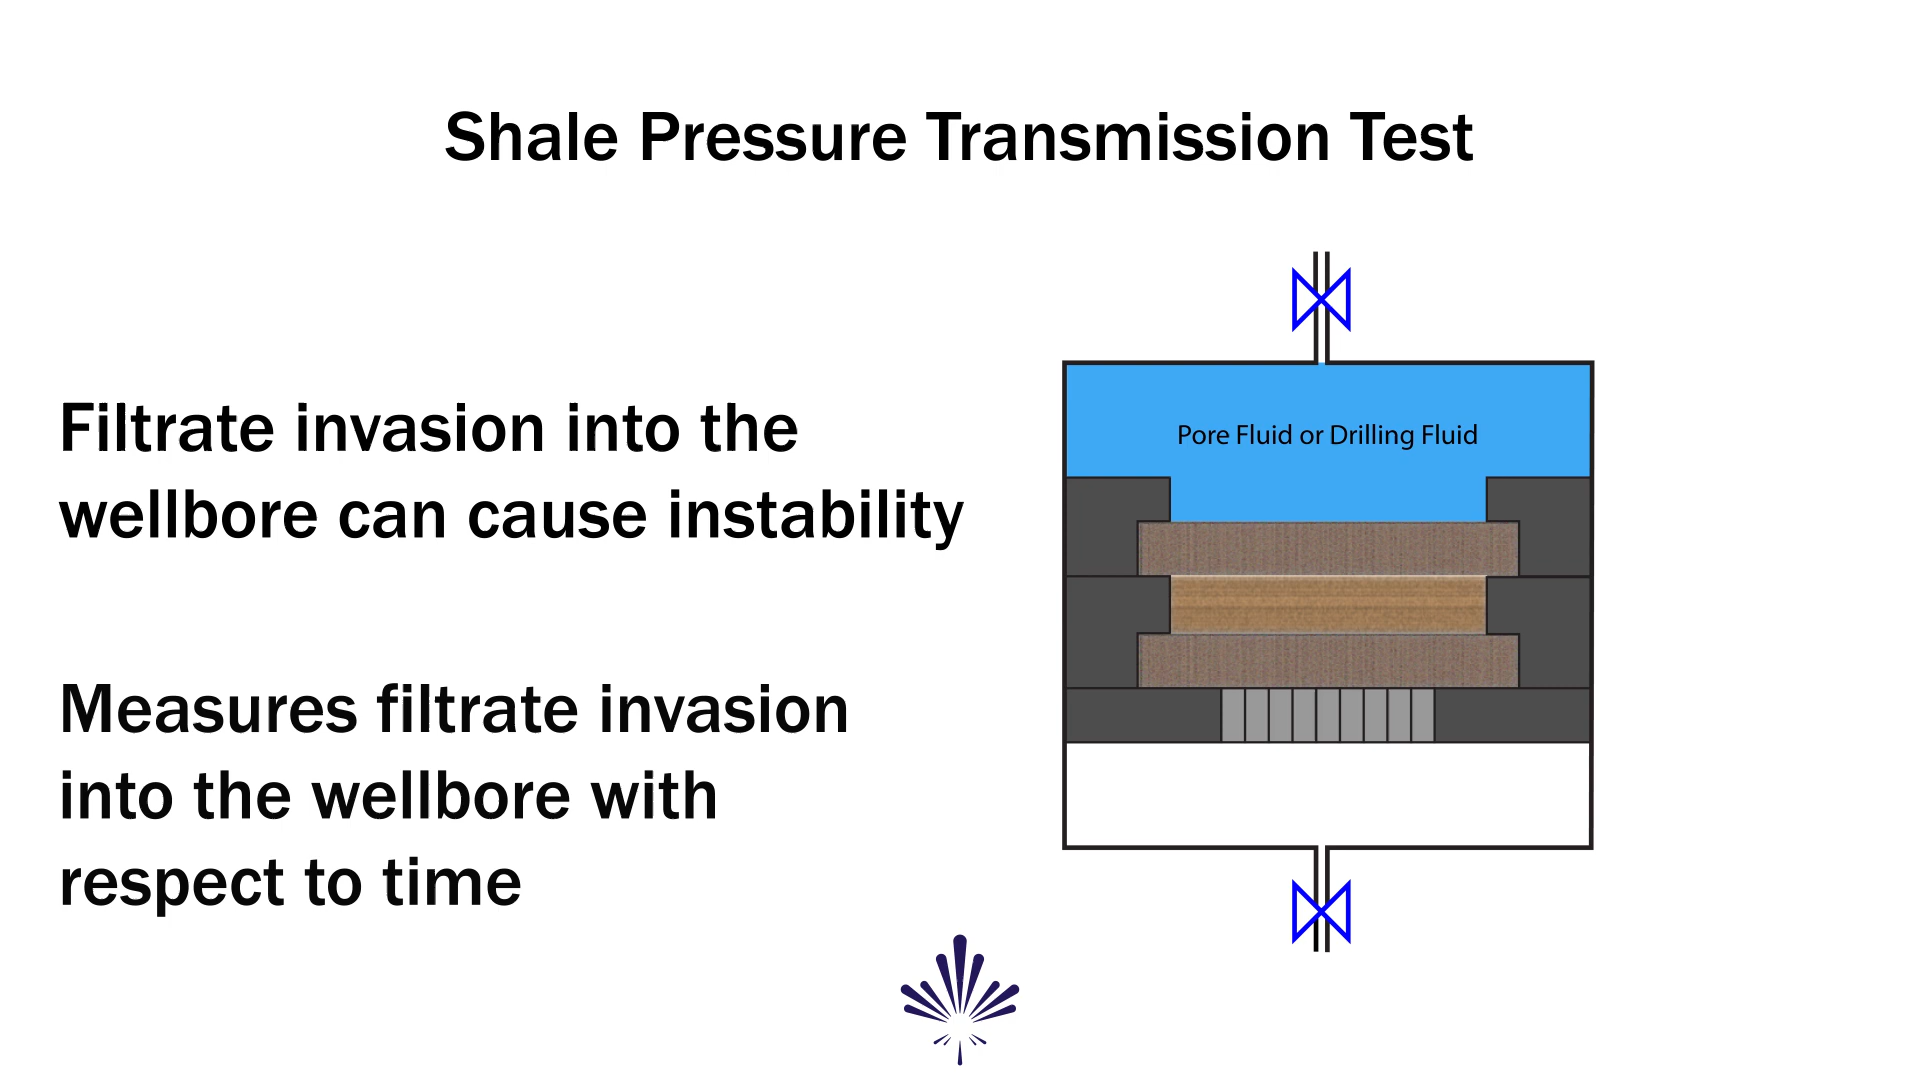 Shale Pressure Transmission Test
Filtrate invasion into the
wellbore can cause instability
Measures filtrate invasion
into the wellbore with
respect to time
Pore Fluid or Drilling Fluid